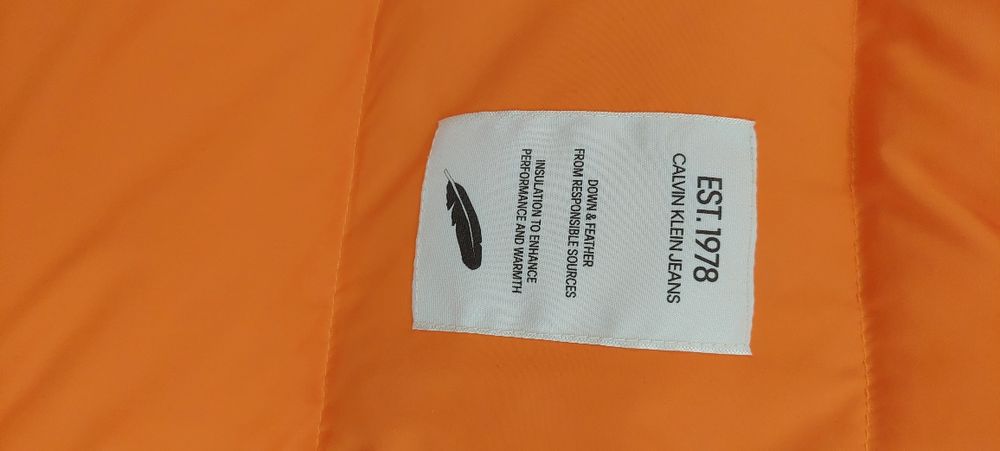 EST. 1978
CALVIN KLEIN JEANS
DOWN & FEATHER
FROM RESPONSIBLE SOURCES
INSULATION TO ENHANCE
PERFORMANCE AND WARMTH